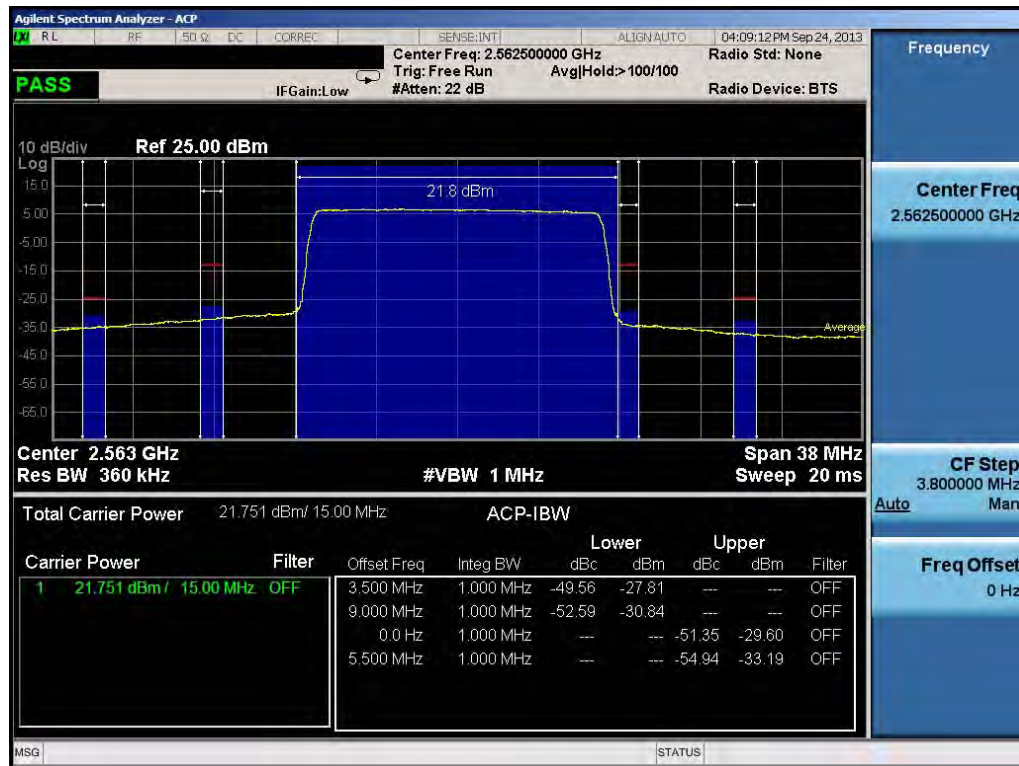 Agilent Spectrum Analyzer - ACP
LXI RL RF 50 Ω DC CORREC SENSE:INT ALIGN AUTO 04:09:12 PM Sep 24, 2013
Center Freq: 2.562500000 GHz Radio Std: None
Trig: Free Run Avg|Hold:> 100/100
PASS IFGain:Low #Atten: 22 dB Radio Device: BTS
10 dB/div Ref 25.00 dBm
Log
15.0
21.8 dBm
5.00
-5.00
-15.0
-25.0
-35.0
Average
-45.0
-55.0
-65.0
Center 2.563 GHz Span 38 MHz
Res BW 360 kHz #VBW 1 MHz Sweep 20 ms
Total Carrier Power 21.751 dBm/ 15.00 MHz ACP-IBW
Lower Upper
Carrier Power Filter Offset Freq Integ BW dBc dBm dBc dBm Filter
1 21.751 dBm / 15.00 MHz OFF 3.500 MHz 1.000 MHz -49.56 -27.81 --- --- OFF
9.000 MHz 1.000 MHz -52.59 -30.84 --- --- OFF
0.0 Hz 1.000 MHz --- --- -51.35 -29.60 OFF
5.500 MHz 1.000 MHz --- --- -54.94 -33.19 OFF
MSG STATUS
Frequency
Center Freq
2.562500000 GHz
CF Step
3.800000 MHz
Auto Man
Freq Offset
0 Hz